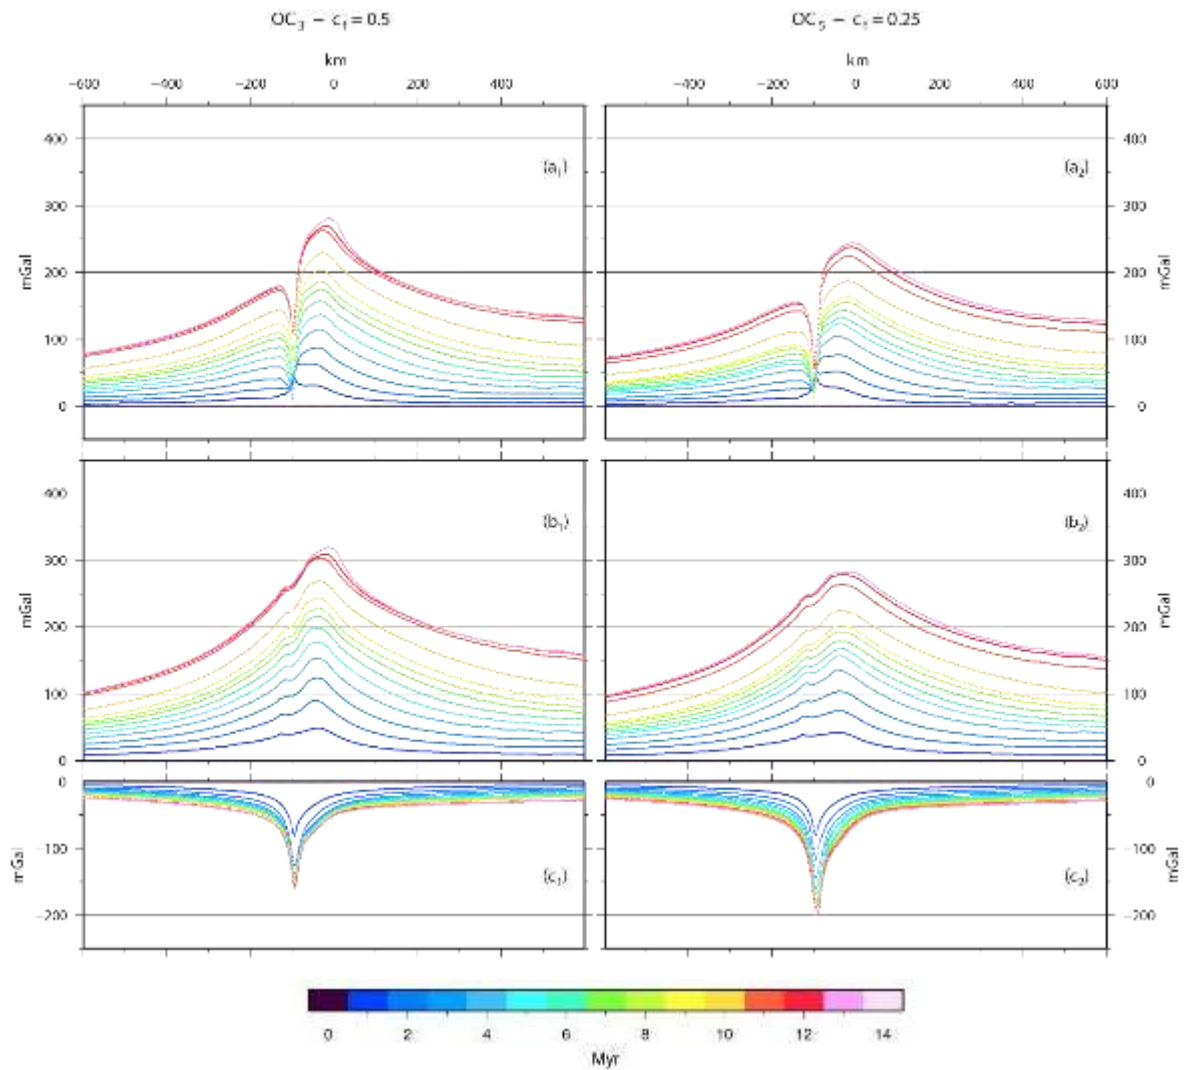 OC₃ − c₁ = 0.5 OC₅ − c₁ = 0.25
km km
−600 −400 −200 0 200 400 −400 −200 0 200 400 600
400 (a₁) (a₂) 400
300 300
mGal 200 200 mGal
100 100
0 0
400 (b₁) (b₂) 400
300 300
mGal 200 200 mGal
100 100
0 0
0 0
mGal −100 (c₁) (c₂) −100 mGal
−200 −200
0 2 4 6 8 10 12 14
Myr